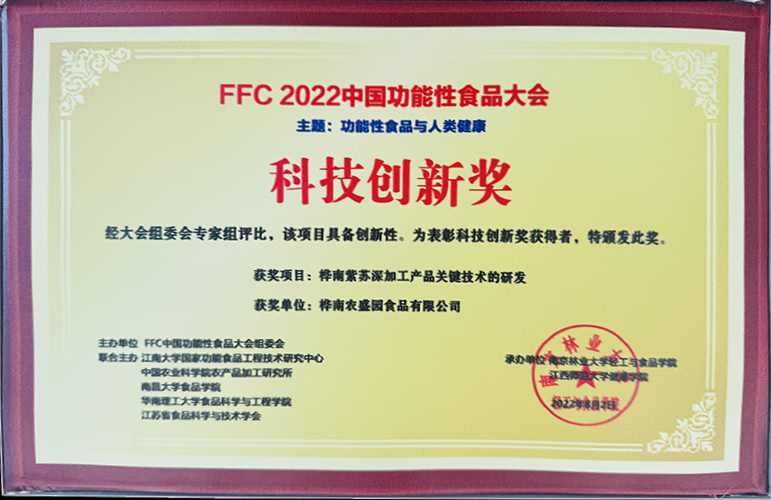 FFC 2022中国功能性食品大会
主题：功能性食品与人类健康
科技创新奖
经大会组委会专家组评比，该项目具备创新性。为表彰科技创新奖获得者，特颁发此奖。
获奖项目：桦南紫苏深加工产品关键技术的研发
获奖单位：桦南农盛园食品有限公司
主办单位 FFC中国功能性食品大会组委会
联合主办 江南大学国家功能食品工程技术研究中心
中国农业科学院农产品加工研究所
南昌大学食品学院
华南理工大学食品科学与工程学院
江苏省食品科学与技术学会
承办单位 南京林业大学轻工与食品学院
江西师范大学健康学院
2022年8月2日